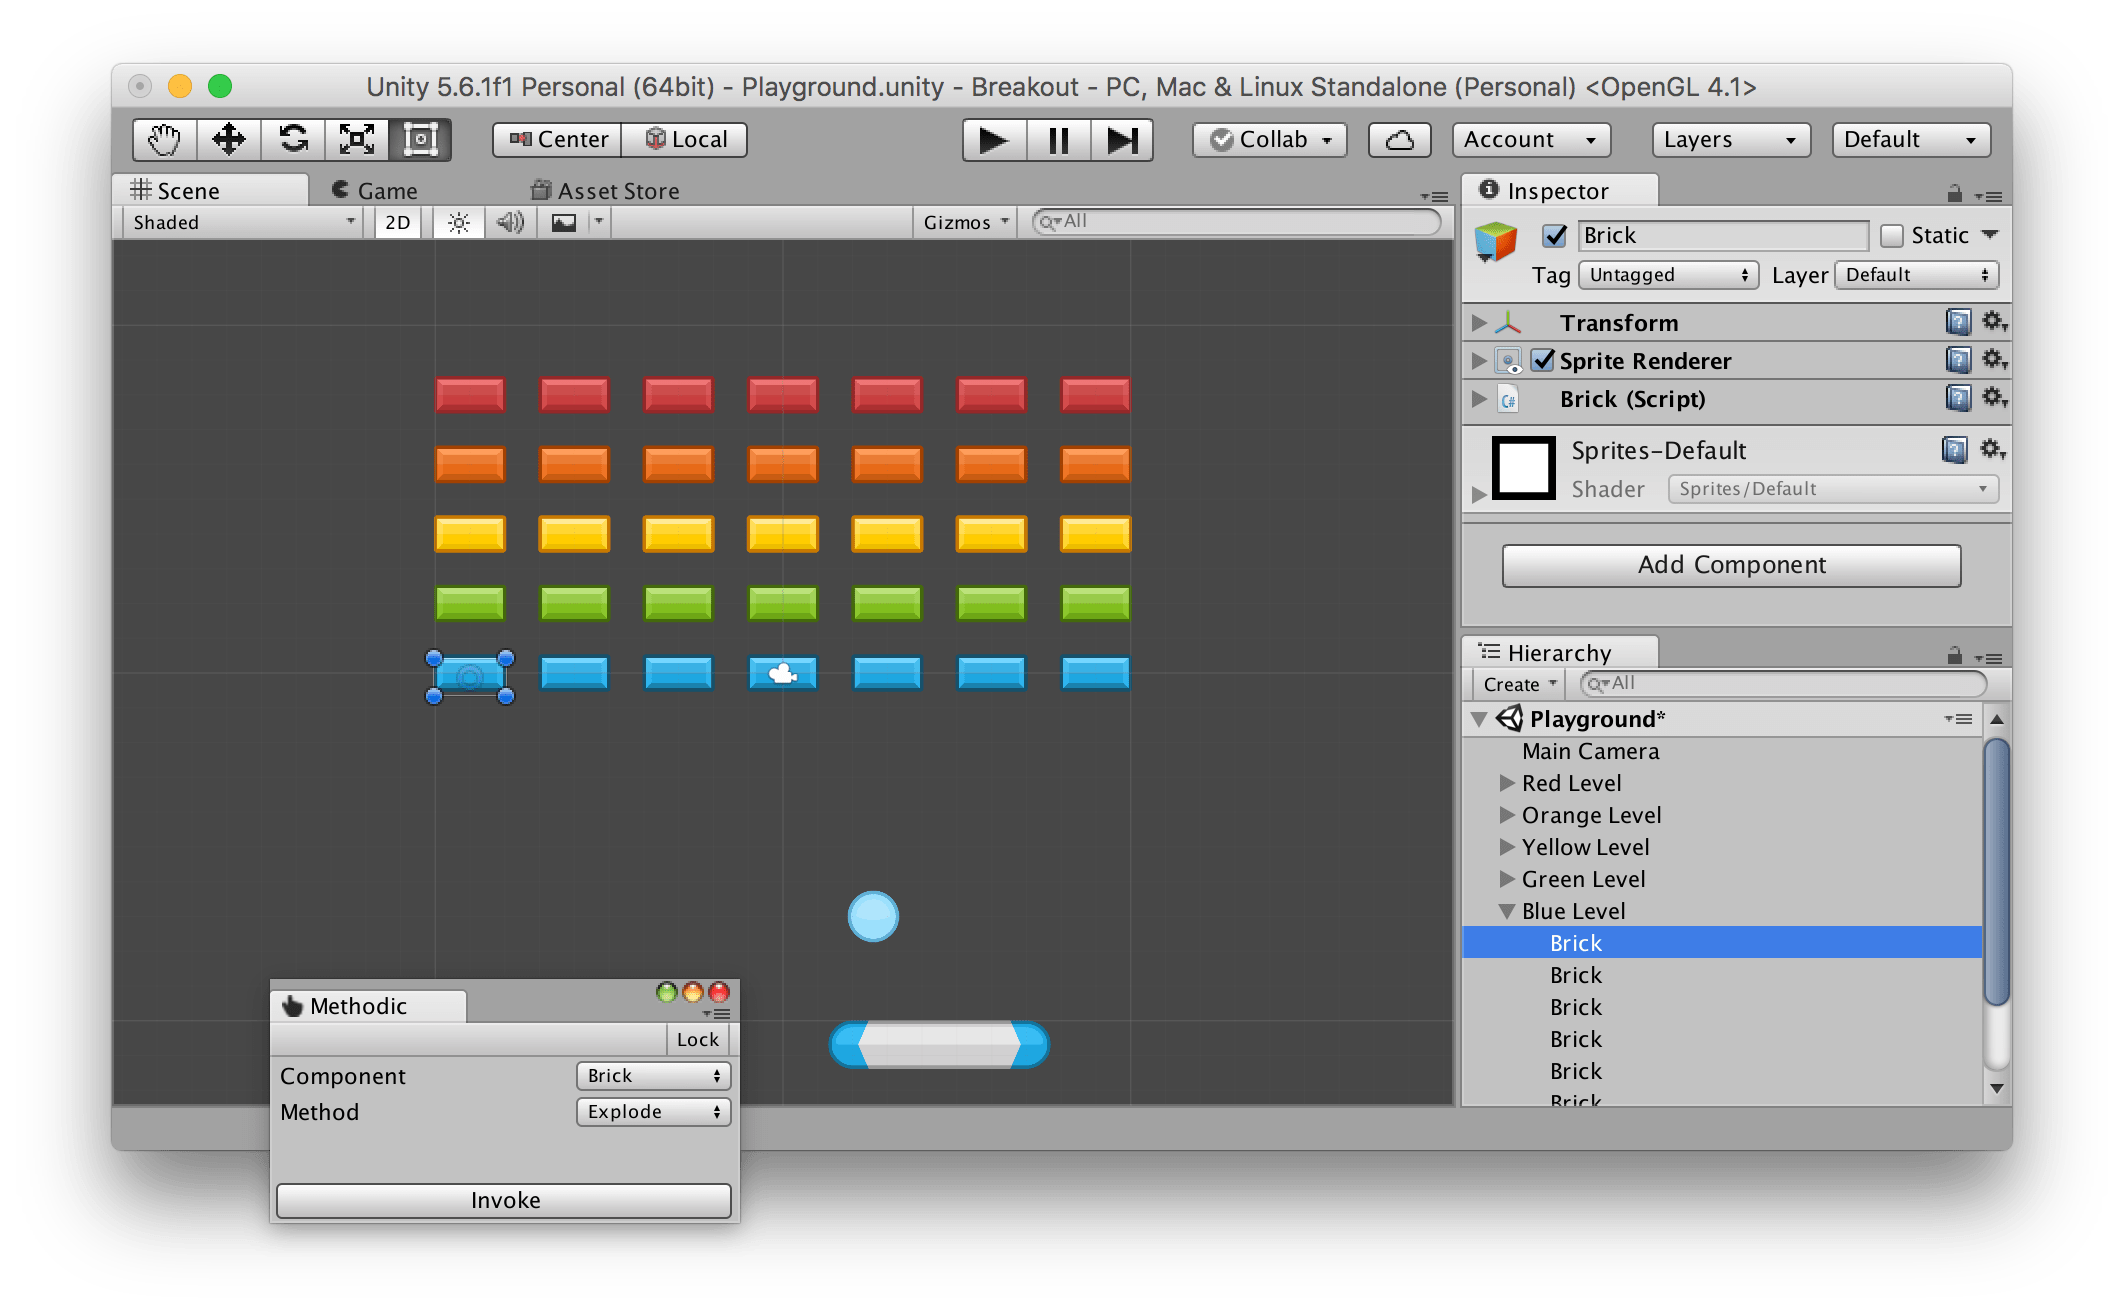 Unity 5.6.1f1 Personal (64bit) - Playground.unity - Breakout - PC, Mac & Linux Standalone (Personal) <OpenGL 4.1>
Center Local Collab Account Layers Default
Scene Game Asset Store
Shaded 2D Gizmos All
Inspector
Brick Static
Tag Untagged Layer Default
Transform
Sprite Renderer
C# Brick (Script)
Sprites-Default
Shader Sprites/Default
Add Component
Hierarchy
Create All
Playground*
Main Camera
Red Level
Orange Level
Yellow Level
Green Level
Blue Level
Brick
Brick
Brick
Brick
Brick
Brick
Methodic
Lock
Component Brick
Method Explode
Invoke